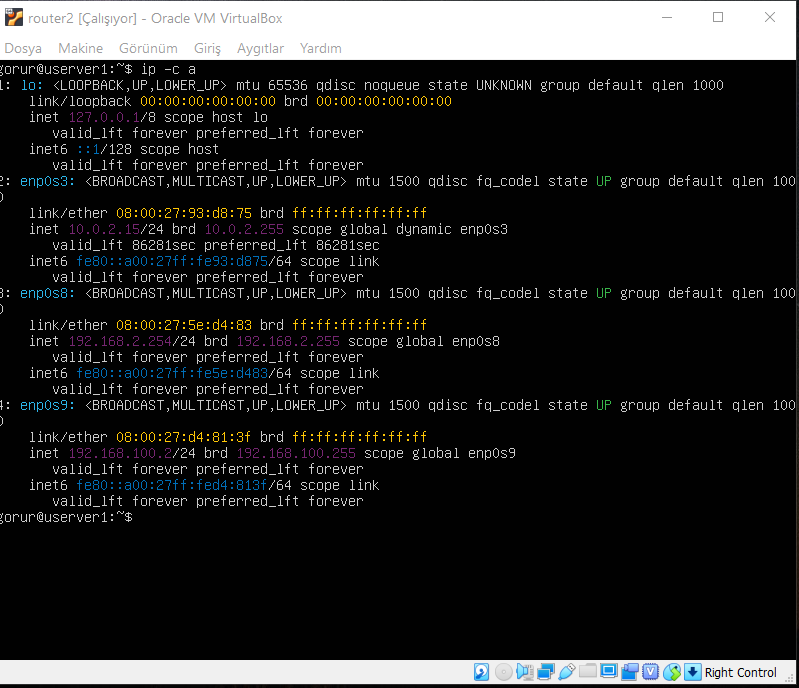 router2 [Çalışıyor] - Oracle VM VirtualBox
Dosya Makine Görünüm Giriş Aygıtlar Yardım
gorur@userver1:~$ ip -c a
1: lo: <LOOPBACK,UP,LOWER_UP> mtu 65536 qdisc noqueue state UNKNOWN group default qlen 1000
link/loopback 00:00:00:00:00:00 brd 00:00:00:00:00:00
inet 127.0.0.1/8 scope host lo
valid_lft forever preferred_lft forever
inet6 ::1/128 scope host
valid_lft forever preferred_lft forever
2: enp0s3: <BROADCAST,MULTICAST,UP,LOWER_UP> mtu 1500 qdisc fq_codel state UP group default qlen 100
0
link/ether 08:00:27:93:d8:75 brd ff:ff:ff:ff:ff:ff
inet 10.0.2.15/24 brd 10.0.2.255 scope global dynamic enp0s3
valid_lft 86281sec preferred_lft 86281sec
inet6 fe80::a00:27ff:fe93:d875/64 scope link
valid_lft forever preferred_lft forever
3: enp0s8: <BROADCAST,MULTICAST,UP,LOWER_UP> mtu 1500 qdisc fq_codel state UP group default qlen 100
0
link/ether 08:00:27:5e:d4:83 brd ff:ff:ff:ff:ff:ff
inet 192.168.2.254/24 brd 192.168.2.255 scope global enp0s8
valid_lft forever preferred_lft forever
inet6 fe80::a00:27ff:fe5e:d483/64 scope link
valid_lft forever preferred_lft forever
4: enp0s9: <BROADCAST,MULTICAST,UP,LOWER_UP> mtu 1500 qdisc fq_codel state UP group default qlen 100
0
link/ether 08:00:27:d4:81:3f brd ff:ff:ff:ff:ff:ff
inet 192.168.100.2/24 brd 192.168.100.255 scope global enp0s9
valid_lft forever preferred_lft forever
inet6 fe80::a00:27ff:fed4:813f/64 scope link
valid_lft forever preferred_lft forever
gorur@userver1:~$
Right Control